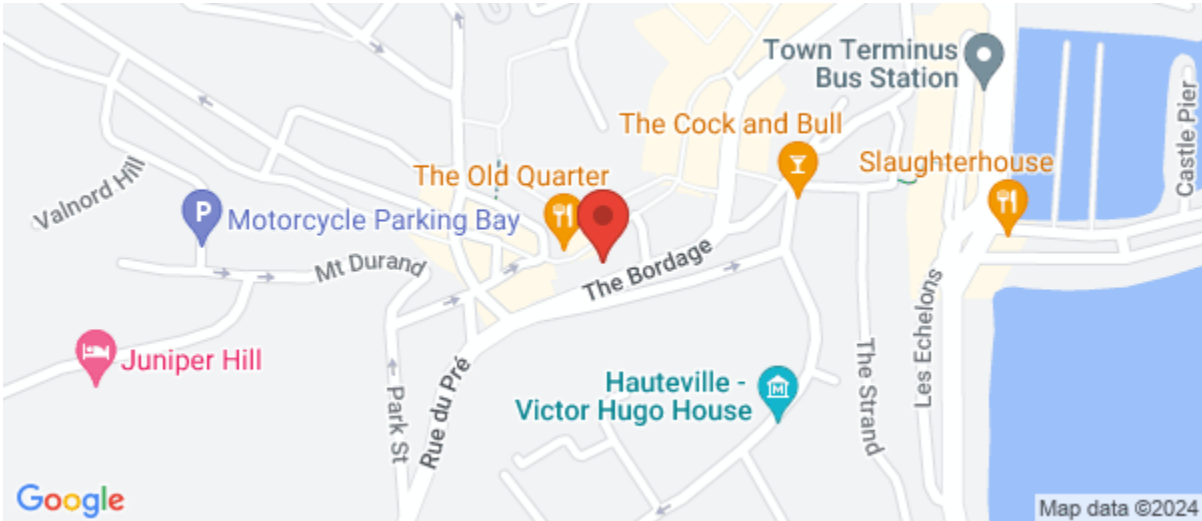 Town Terminus
Bus Station
The Cock and Bull
Slaughterhouse
Castle Pier
The Old Quarter
Valnord Hill
P
Motorcycle Parking Bay
Mt Durand
The Bordage
Les Echelons
Juniper Hill
Rue du Pré
Park St
The Strand
Hauteville -
Victor Hugo House
M
Google
Map data ©2024